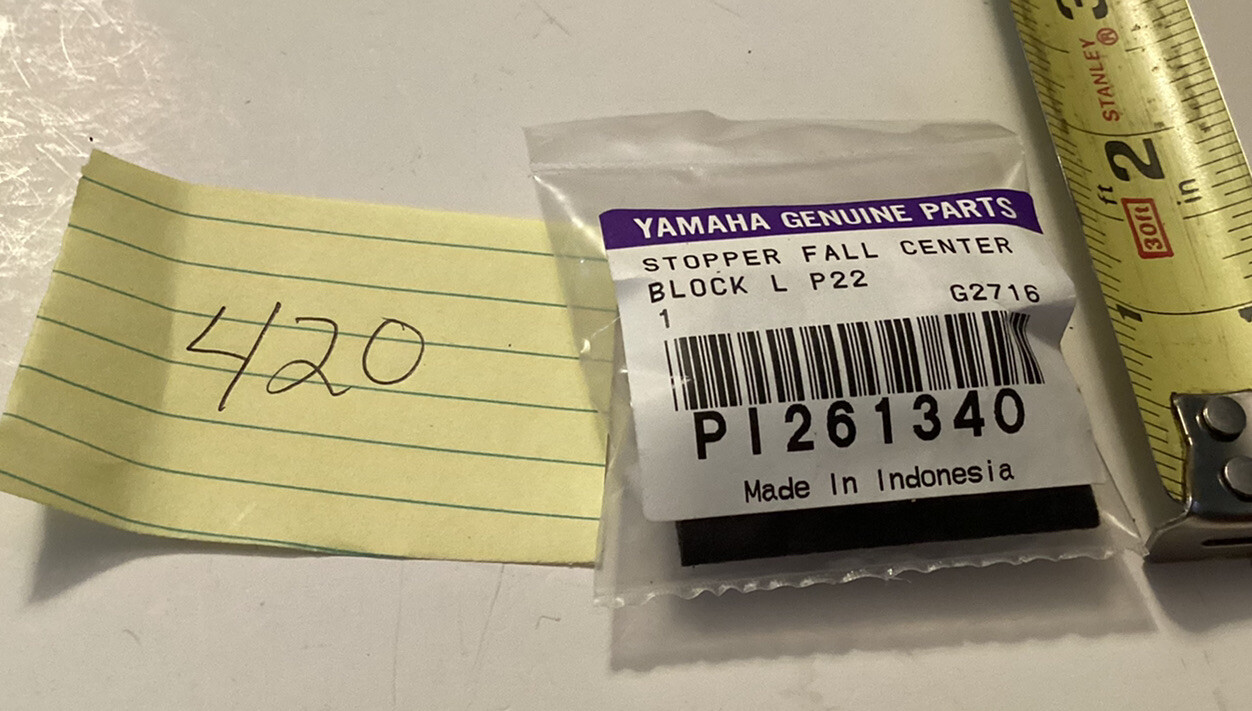 420
YAMAHA GENUINE PARTS
STOPPER FALL CENTER
BLOCK L P22
G2716
1
PI261340
Made In Indonesia
3
STANLEY®
ft 2 in
30ft
1